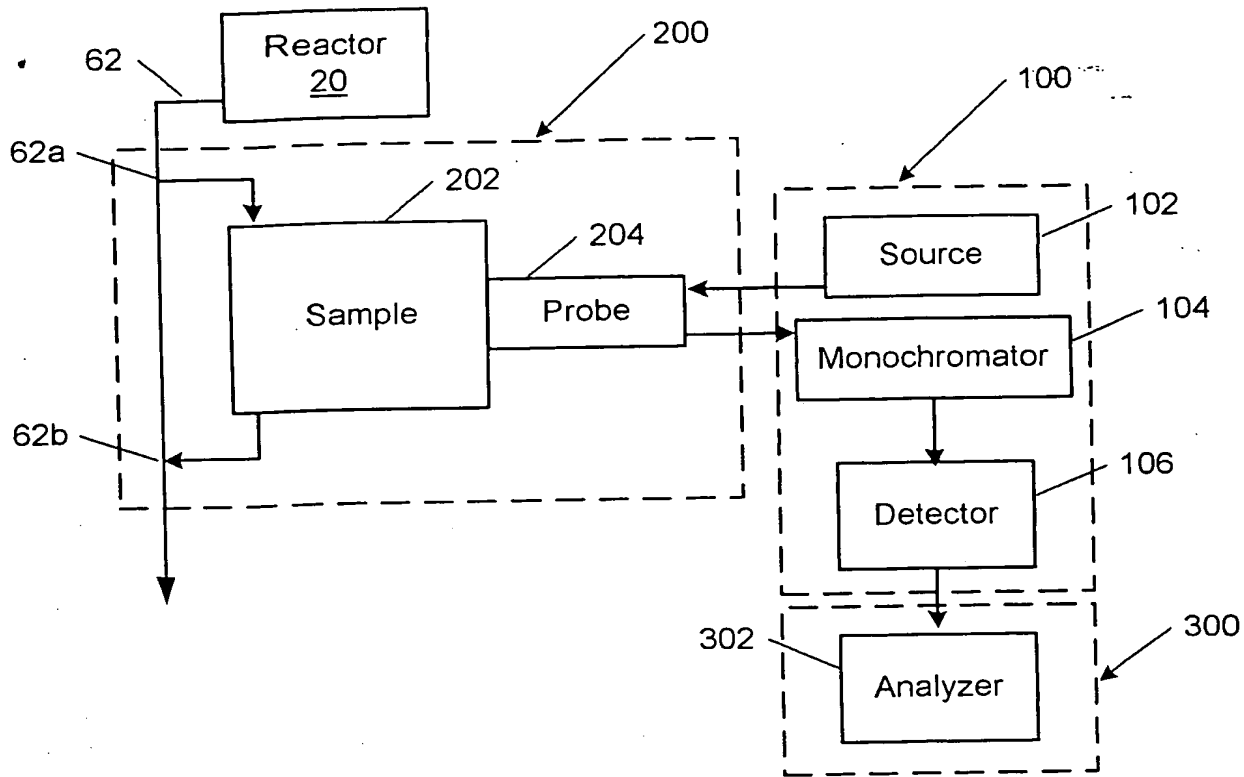 Reactor
20
62
200
100
62a
202
102
Source
204
Sample
Probe
104
Monochromator
62b
106
Detector
302
300
Analyzer